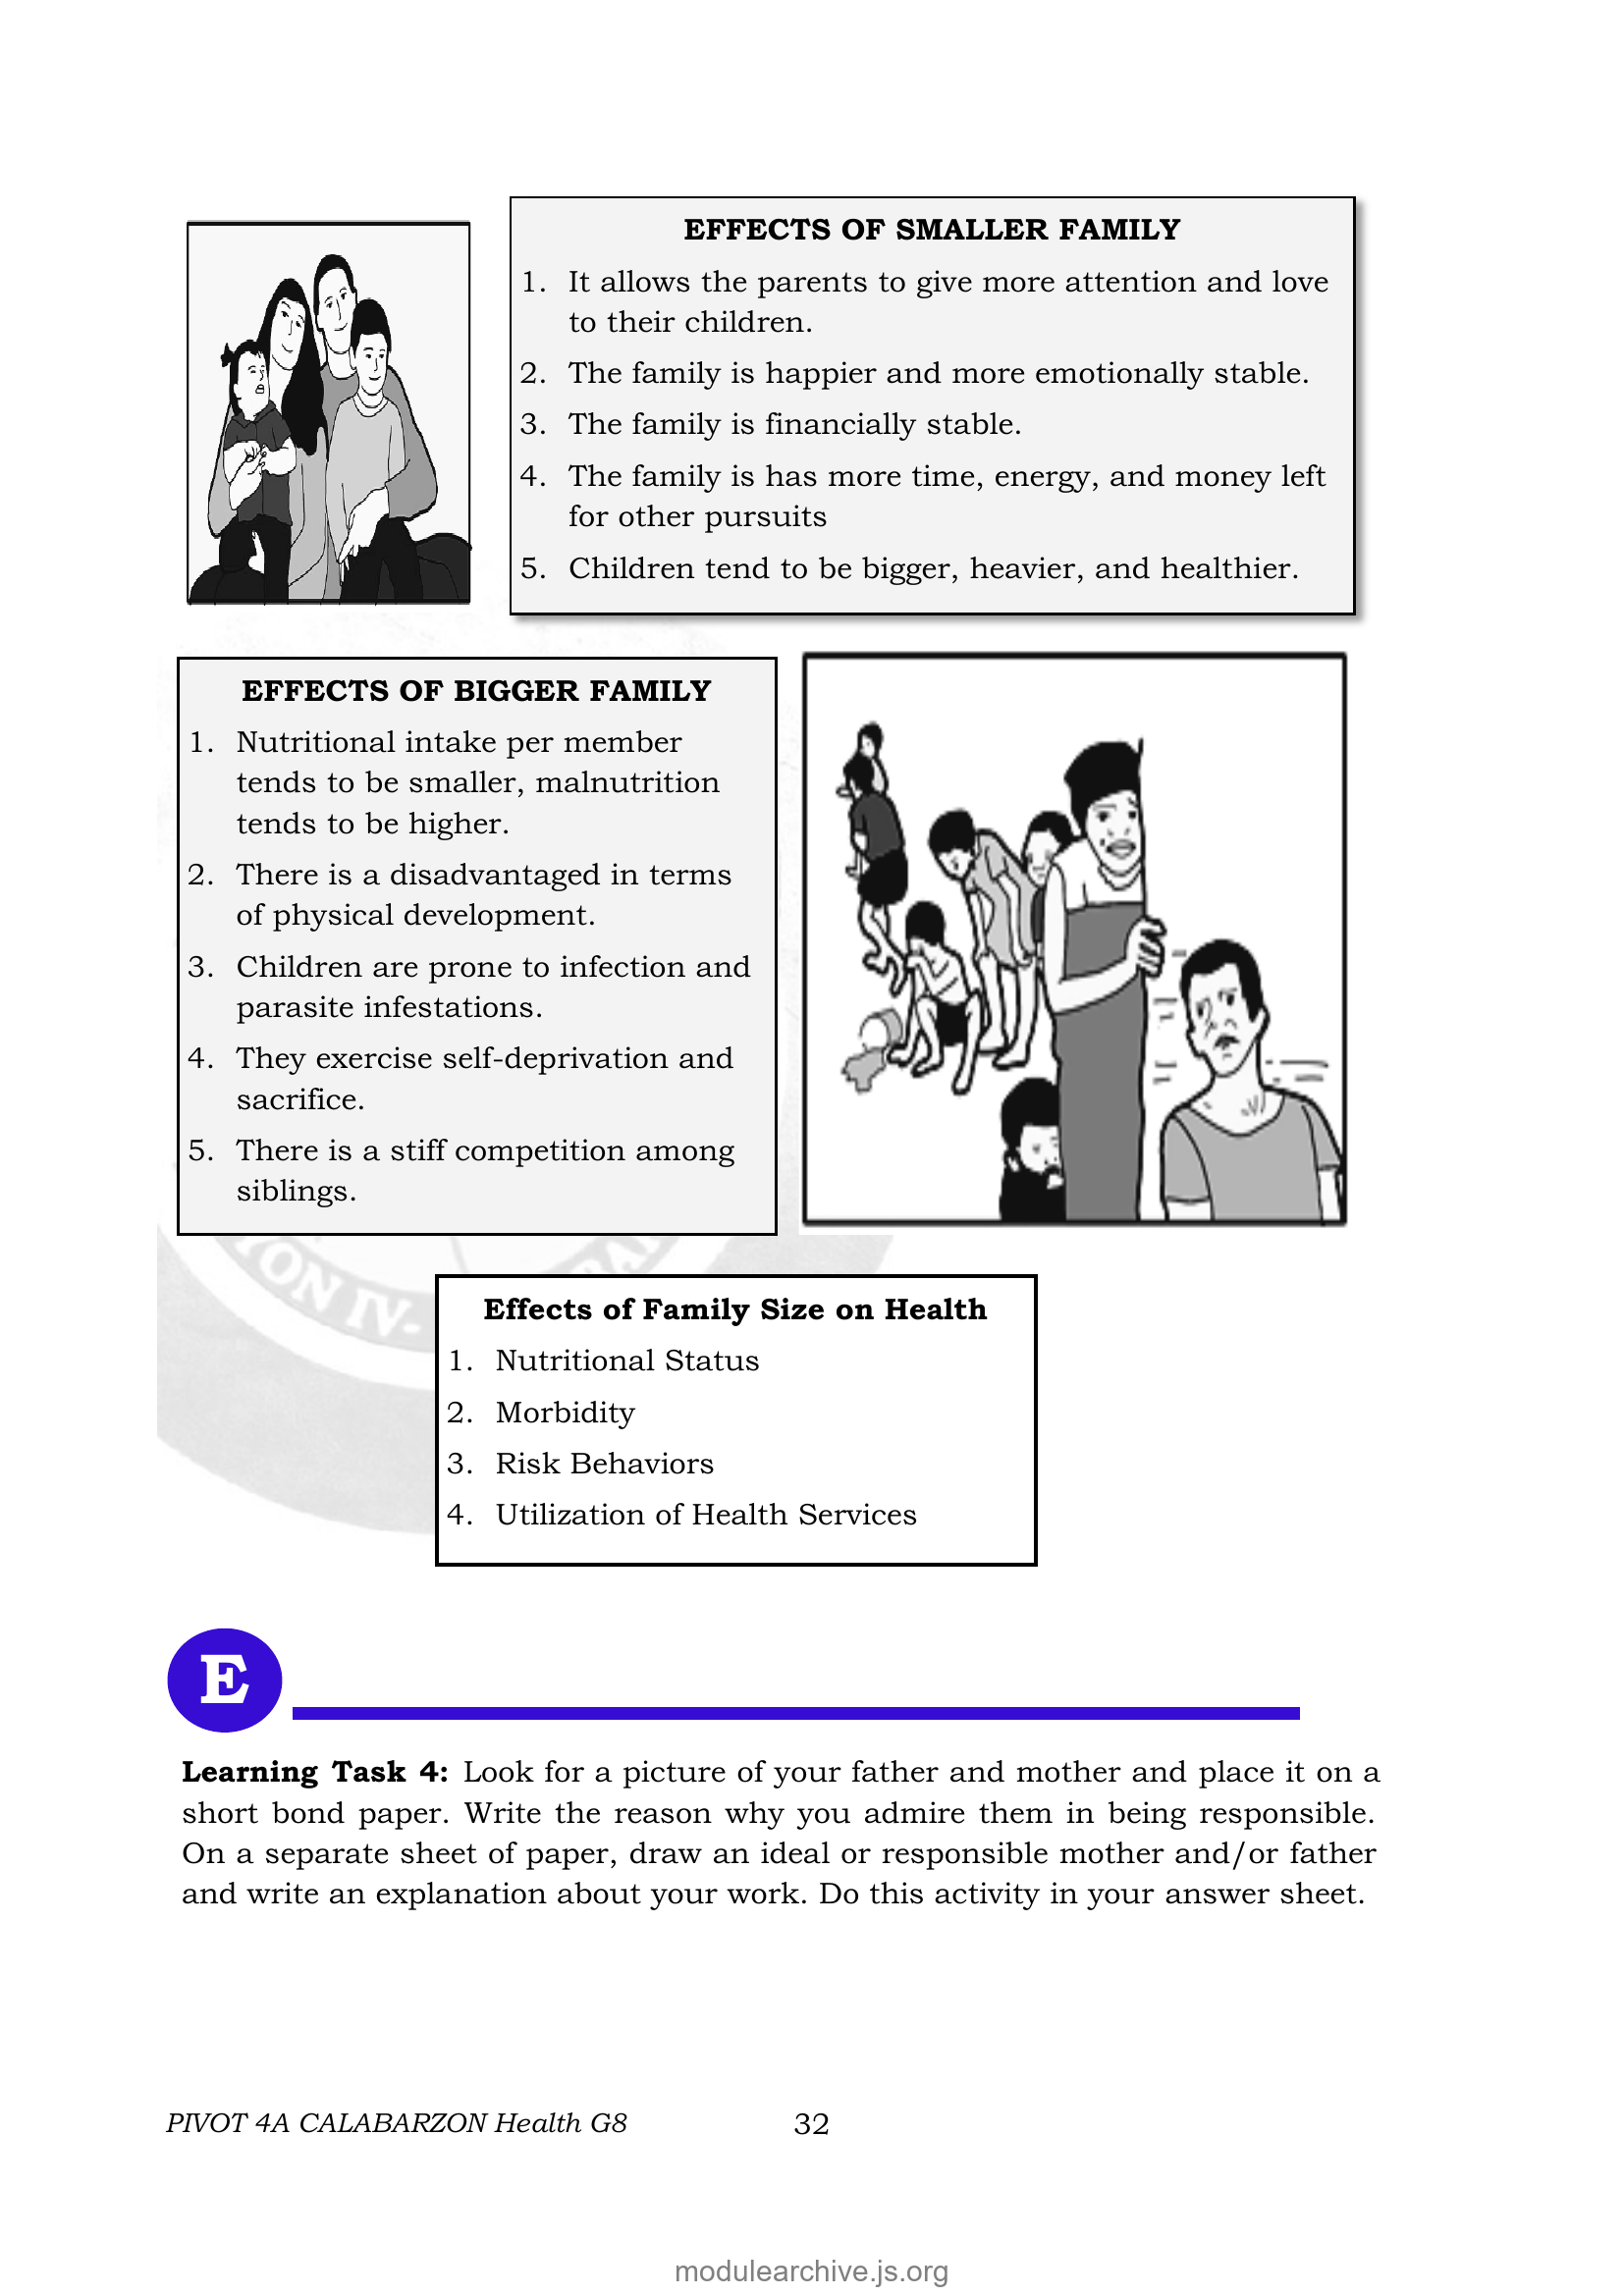 EFFECTS OF SMALLER FAMILY
1. It allows the parents to give more attention and love
to their children.
2. The family is happier and more emotionally stable.
3. The family is financially stable.
4. The family is has more time, energy, and money left
for other pursuits
5. Children tend to be bigger, heavier, and healthier.
EFFECTS OF BIGGER FAMILY
1. Nutritional intake per member
tends to be smaller, malnutrition
tends to be higher.
2. There is a disadvantaged in terms
of physical development.
3. Children are prone to infection and
parasite infestations.
4. They exercise self-deprivation and
sacrifice.
5. There is a stiff competition among
siblings.
Effects of Family Size on Health
1. Nutritional Status
2. Morbidity
3. Risk Behaviors
4. Utilization of Health Services
E
Learning Task 4: Look for a picture of your father and mother and place it on a
short bond paper. Write the reason why you admire them in being responsible.
On a separate sheet of paper, draw an ideal or responsible mother and/or father
and write an explanation about your work. Do this activity in your answer sheet.
PIVOT 4A CALABARZON Health G8 32
modulearchive.js.org